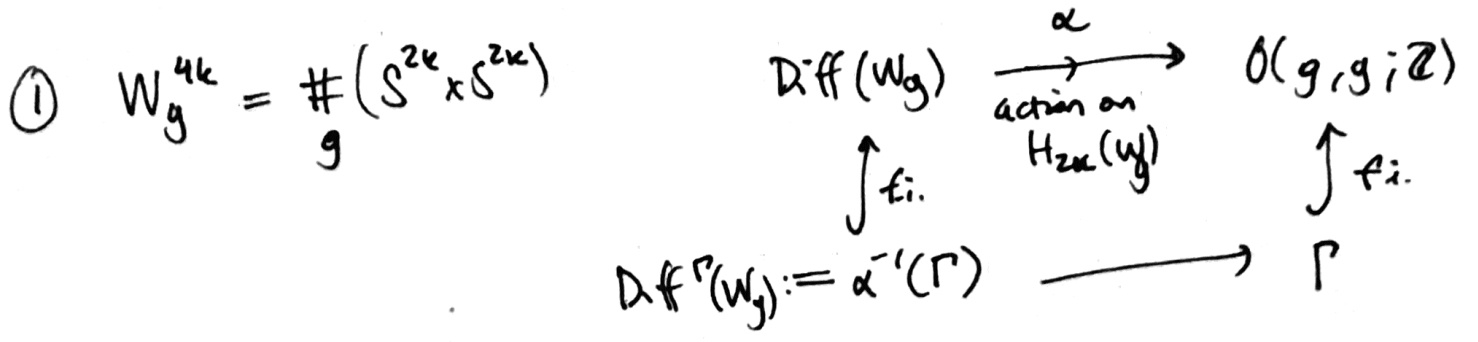 ① W_g^{4k} = #_g (S^{2k} × S^{2k})
Diff(W_g) → O(g,g;Z)
α
action on
H_{2k}(W_g)
f.i.
f.i.
Diff^Γ(W_g) := α^{-1}(Γ) → Γ